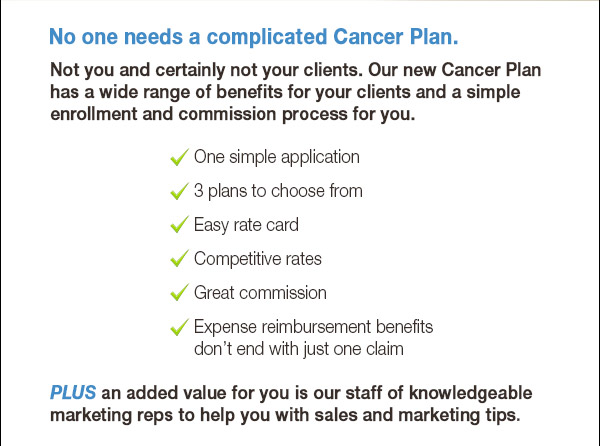 No one needs a complicated Cancer Plan.
Not you and certainly not your clients. Our new Cancer Plan
has a wide range of benefits for your clients and a simple
enrollment and commission process for you.
One simple application
3 plans to choose from
Easy rate card
Competitive rates
Great commission
Expense reimbursement benefits
don’t end with just one claim
PLUS an added value for you is our staff of knowledgeable
marketing reps to help you with sales and marketing tips.